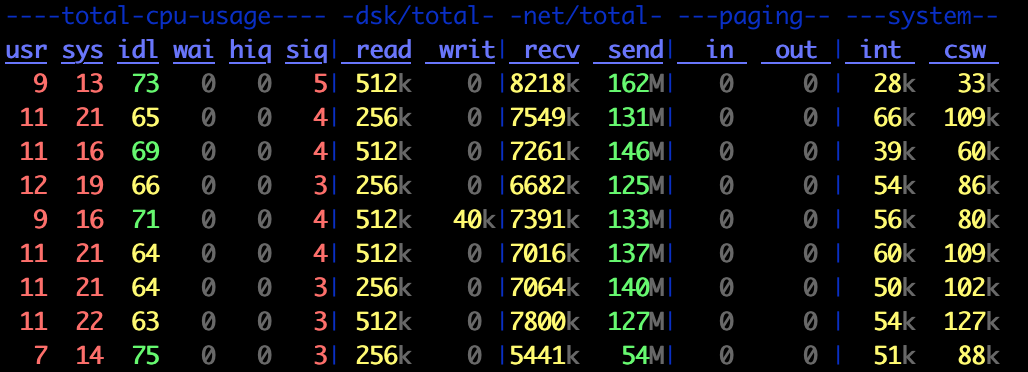 ----total-cpu-usage---- -dsk/total- -net/total- ---paging-- ---system--
usr sys idl wai hiq siq| read  writ| recv  send|  in   out | int   csw
  9  13  73   0   0   5| 512k    0|8218k  162M|   0     0 |  28k   33k
 11  21  65   0   0   4| 256k    0|7549k  131M|   0     0 |  66k  109k
 11  16  69   0   0   4| 512k    0|7261k  146M|   0     0 |  39k   60k
 12  19  66   0   0   3| 256k    0|6682k  125M|   0     0 |  54k   86k
  9  16  71   0   0   4| 512k   40k|7391k  133M|   0     0 |  56k   80k
 11  21  64   0   0   4| 512k    0|7016k  137M|   0     0 |  60k  109k
 11  21  64   0   0   3| 256k    0|7064k  140M|   0     0 |  50k  102k
 11  22  63   0   0   3| 512k    0|7800k  127M|   0     0 |  54k  127k
  7  14  75   0   0   3| 256k    0|5441k   54M|   0     0 |  51k   88k